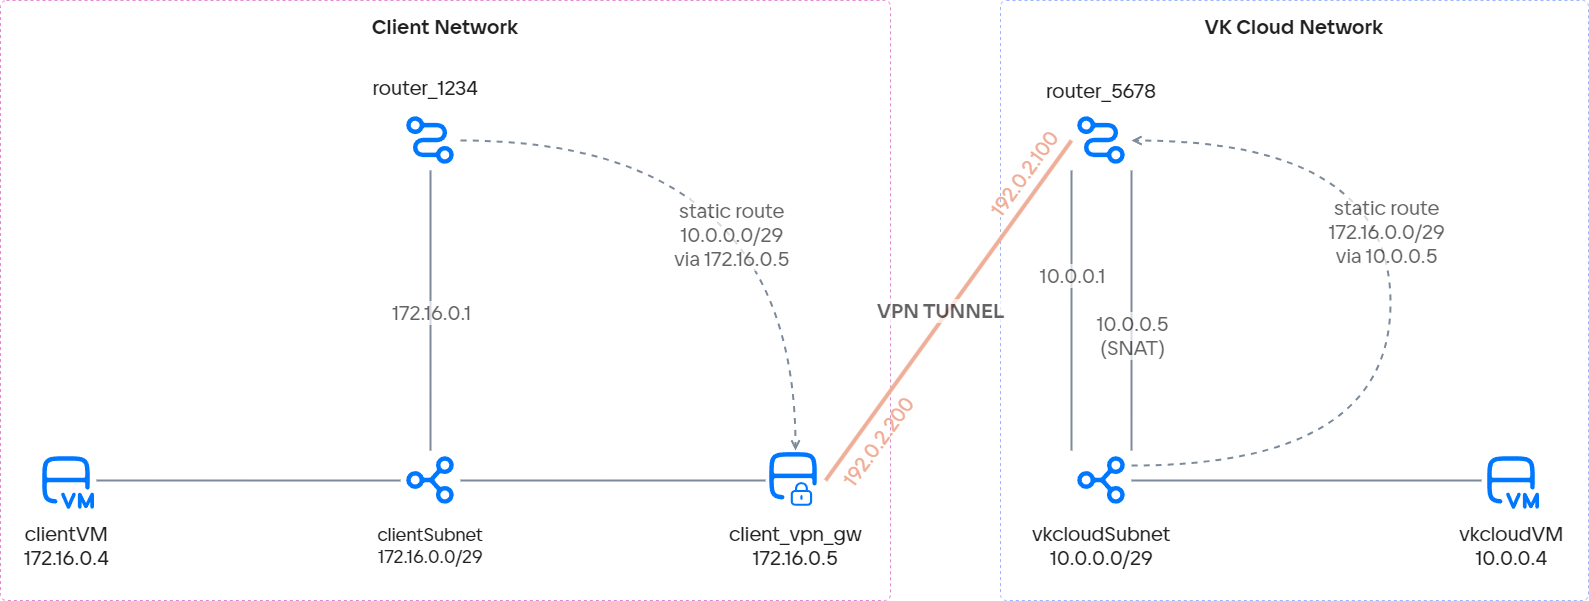 Client Network
VK Cloud Network
router_1234
router_5678
192.0.2.100
static route
10.0.0.0/29
via 172.16.0.5
static route
172.16.0.0/29
via 10.0.0.5
10.0.0.1
172.16.0.1
VPN TUNNEL
10.0.0.5
(SNAT)
192.0.2.200
VM
VM
clientVM
172.16.0.4
clientSubnet
172.16.0.0/29
client_vpn_gw
172.16.0.5
vkcloudSubnet
10.0.0.0/29
vkcloudVM
10.0.0.4